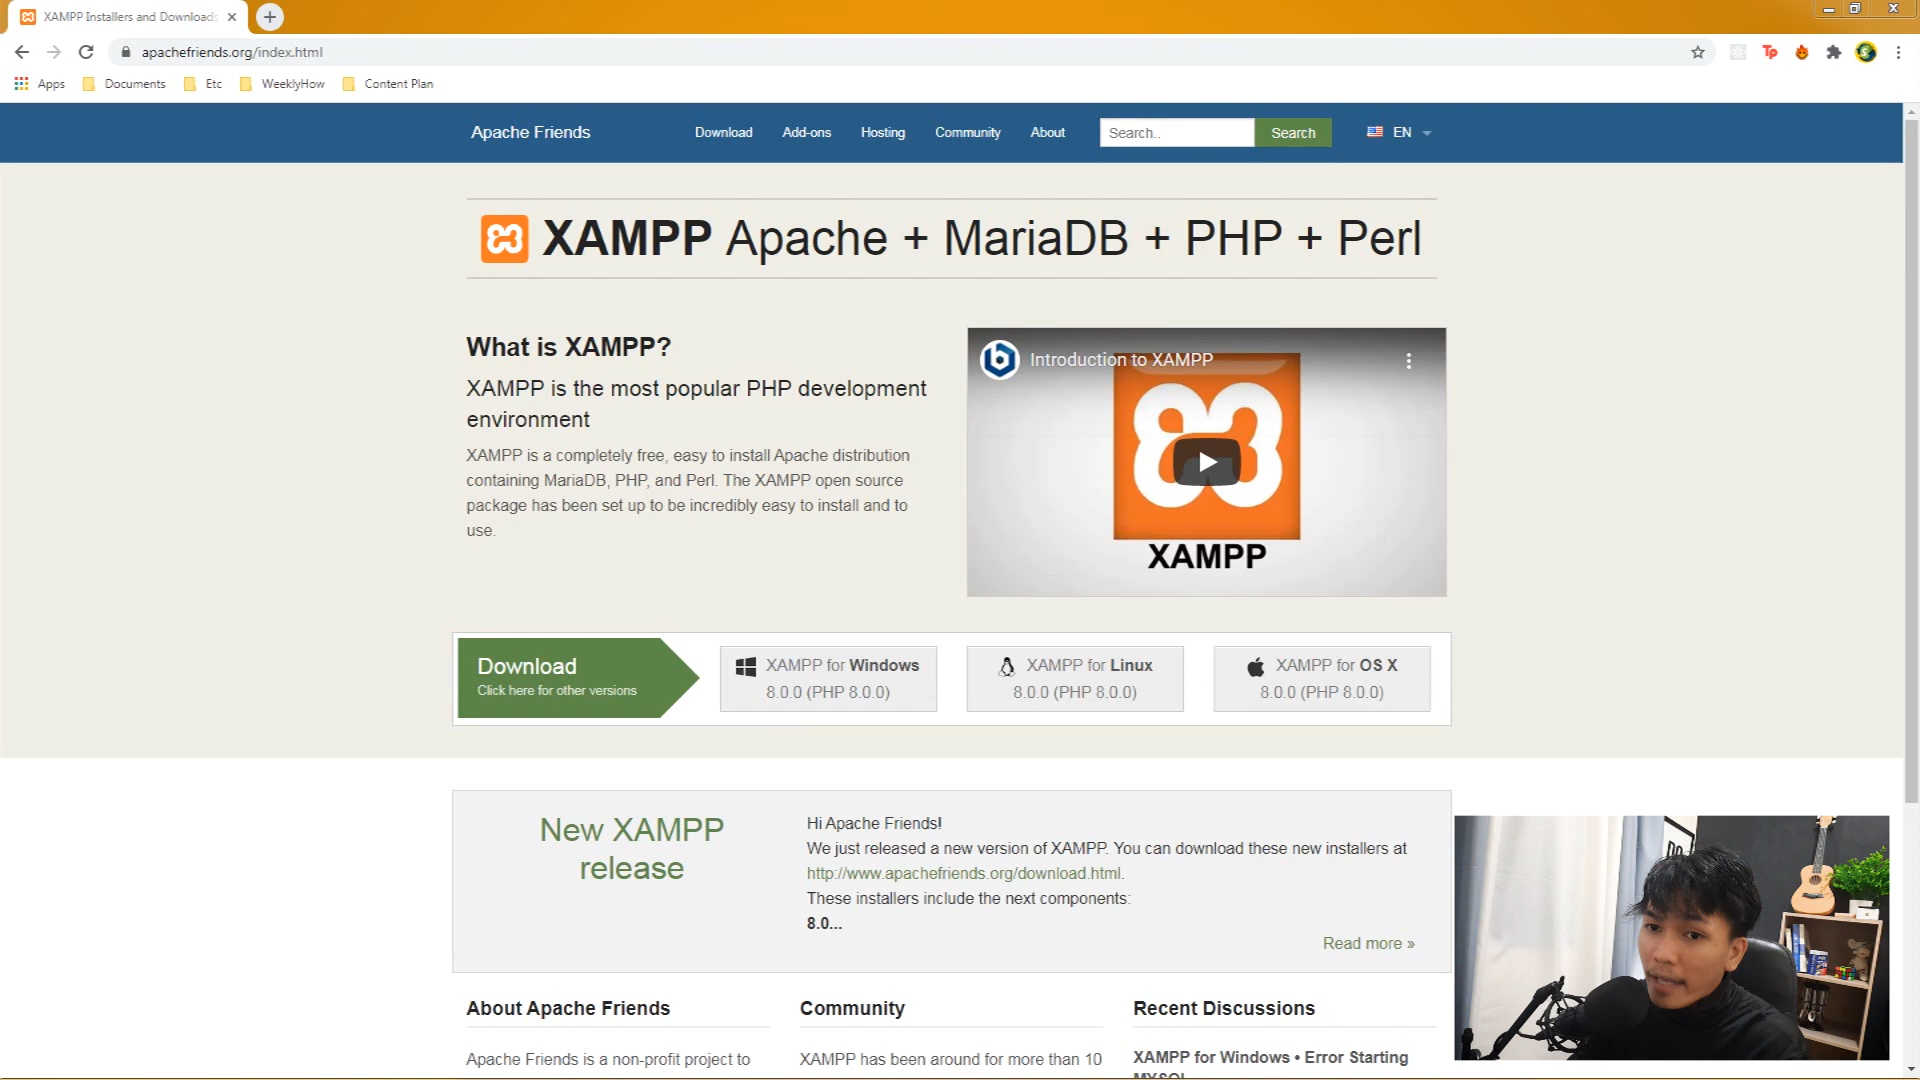 XAMPP Installers and Downloads
apachefriends.org/index.html
Apps Documents Etc WeeklyHow Content Plan
Apache Friends Download Add-ons Hosting Community About Search.. Search EN
XAMPP Apache + MariaDB + PHP + Perl
What is XAMPP?
XAMPP is the most popular PHP development
environment
XAMPP is a completely free, easy to install Apache distribution
containing MariaDB, PHP, and Perl. The XAMPP open source
package has been set up to be incredibly easy to install and to
use.
Introduction to XAMPP
XAMPP
Download
Click here for other versions
XAMPP for Windows
8.0.0 (PHP 8.0.0)
XAMPP for Linux
8.0.0 (PHP 8.0.0)
XAMPP for OS X
8.0.0 (PHP 8.0.0)
New XAMPP
release
Hi Apache Friends!
We just released a new version of XAMPP. You can download these new installers at
http://www.apachefriends.org/download.html.
These installers include the next components:
8.0...
Read more »
About Apache Friends
Apache Friends is a non-profit project to
Community
XAMPP has been around for more than 10
Recent Discussions
XAMPP for Windows • Error Starting
MYSQL